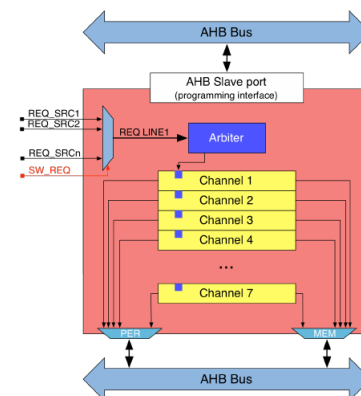 AHB Bus
AHB Slave port
(programming interface)
REQ_SRC1
REQ_SRC2
REQ LINE1
Arbiter
REQ_SRCn
SW_REQ
Channel 1
Channel 2
Channel 3
Channel 4
...
Channel 7
PER
MEM
AHB Bus